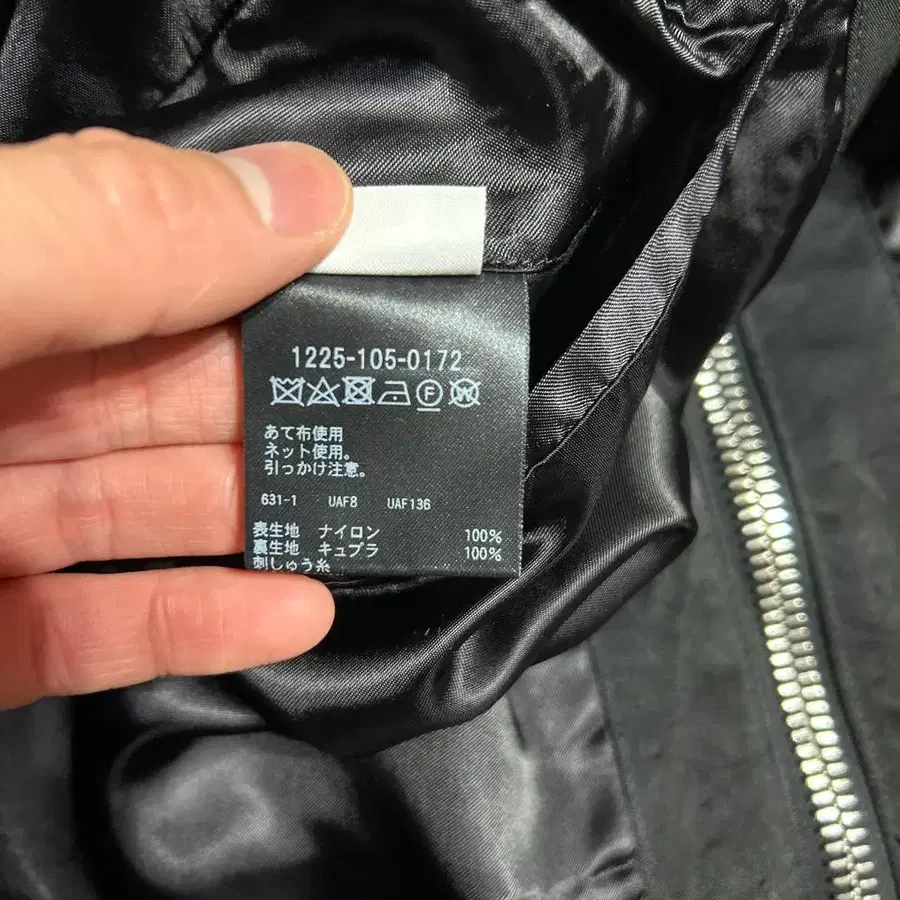 1225-105-0172
F W
あて布使用
ネット使用。
引っかけ注意。
631-1 UAF8 UAF136
表生地 ナイロン 100%
裏生地 キュプラ 100%
刺しゅう糸